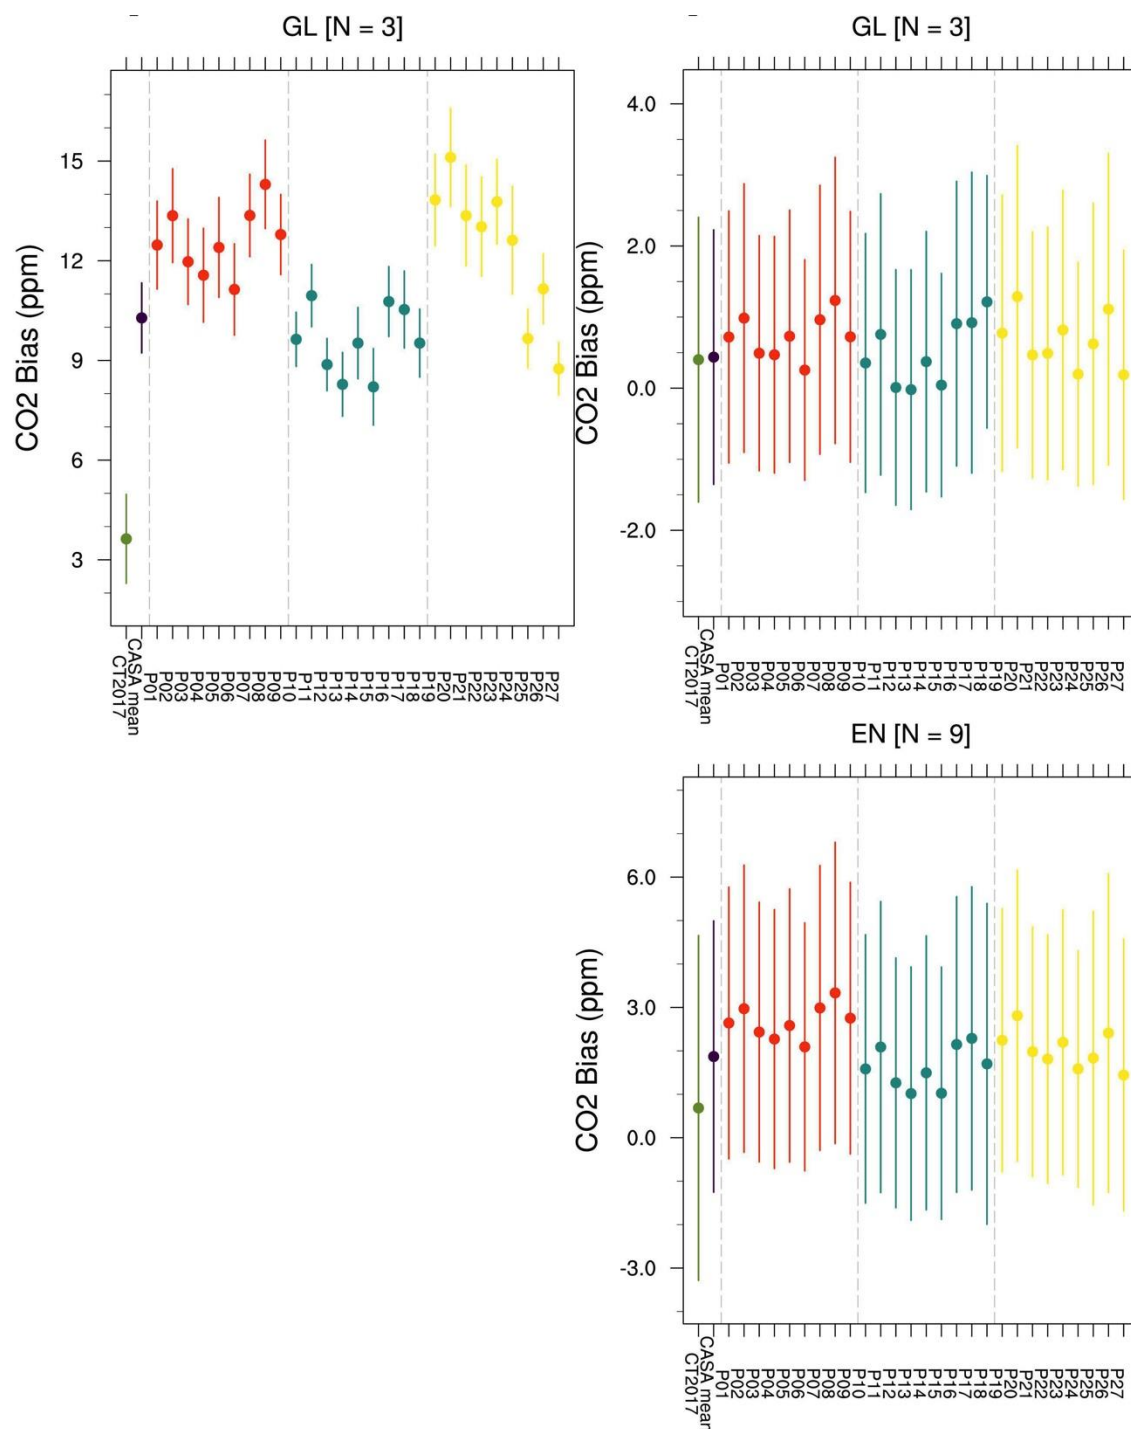 GL [N = 3]
CO2 Bias (ppm)
15
12
9
6
3
CT2017
CASA mean
P01
P02
P03
P04
P05
P06
P07
P08
P09
P10
P11
P12
P13
P14
P15
P16
P17
P18
P19
P20
P21
P22
P23
P24
P25
P26
P27
GL [N = 3]
CO2 Bias (ppm)
4.0
2.0
0.0
-2.0
CT2017
CASA mean
P01
P02
P03
P04
P05
P06
P07
P08
P09
P10
P11
P12
P13
P14
P15
P16
P17
P18
P19
P20
P21
P22
P23
P24
P25
P26
P27
EN [N = 9]
CO2 Bias (ppm)
6.0
3.0
0.0
-3.0
CT2017
CASA mean
P01
P02
P03
P04
P05
P06
P07
P08
P09
P10
P11
P12
P13
P14
P15
P16
P17
P18
P19
P20
P21
P22
P23
P24
P25
P26
P27